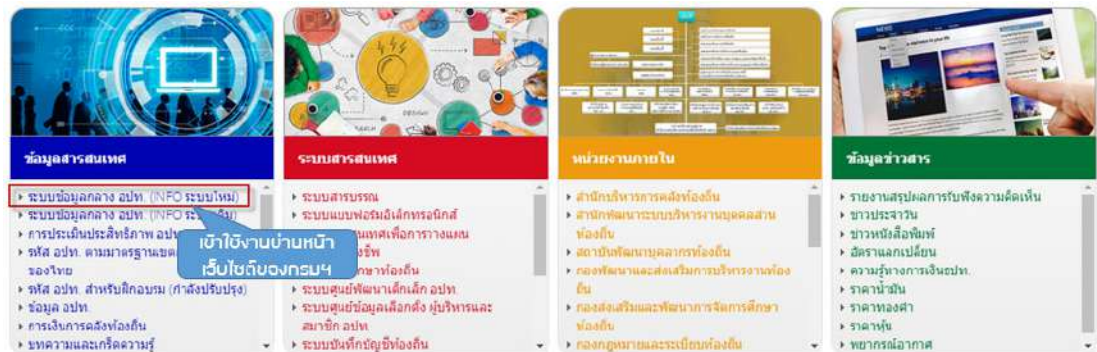 ข้อมูลสารสนเทศ
ระบบข้อมูลกลาง อปท. (INFO ระบบใหม่)
ระบบข้อมูลกลาง อปท. (INFO
การประเมินประสิทธิภาพ
รหัส อปท. ตามมาตรฐาน
ของไทย
รหัส อปท. สำหรับฝึกอบรม (กำลังปรับปรุง)
ข้อมูล อปท.
การเงินการคลังท้องถิ่น
บทความและเกร็ดความรู้
เข้าใช้งานผ่านหน้า
เว็บไซต์ของกรมฯ
ระบบสารสนเทศ
ระบบสารบรรณ
ระบบแบบฟอร์มอิเล็กทรอนิกส์
เพื่อการวางแผน
ท้องถิ่น
ระบบศูนย์พัฒนาเด็กเล็ก อปท.
ระบบศูนย์ข้อมูลเลือกตั้ง ผู้บริหารและ
สมาชิก อปท.
ระบบบันทึกบัญชีท้องถิ่น
หน่วยงานภายใน
สำนักบริหารการคลังท้องถิ่น
สำนักพัฒนาระบบบริหารงานบุคคลส่วน
ท้องถิ่น
สถาบันพัฒนาบุคลากรท้องถิ่น
กองพัฒนาและส่งเสริมการบริหารงานท้อง
ถิ่น
กองส่งเสริมและพัฒนาการจัดการศึกษา
ท้องถิ่น
กองกฎหมายและระเบียบท้องถิ่น
NEWS
ข้อมูลข่าวสาร
รายงานสรุปผลการรับฟังความคิดเห็น
ข่าวประจำวัน
ข่าวหนังสือพิมพ์
อัตราแลกเปลี่ยน
ความรู้ทางการเงินธปท.
ราคาน้ำมัน
ราคาทองคำ
ราคาหุ้น
พยากรณ์อากาศ